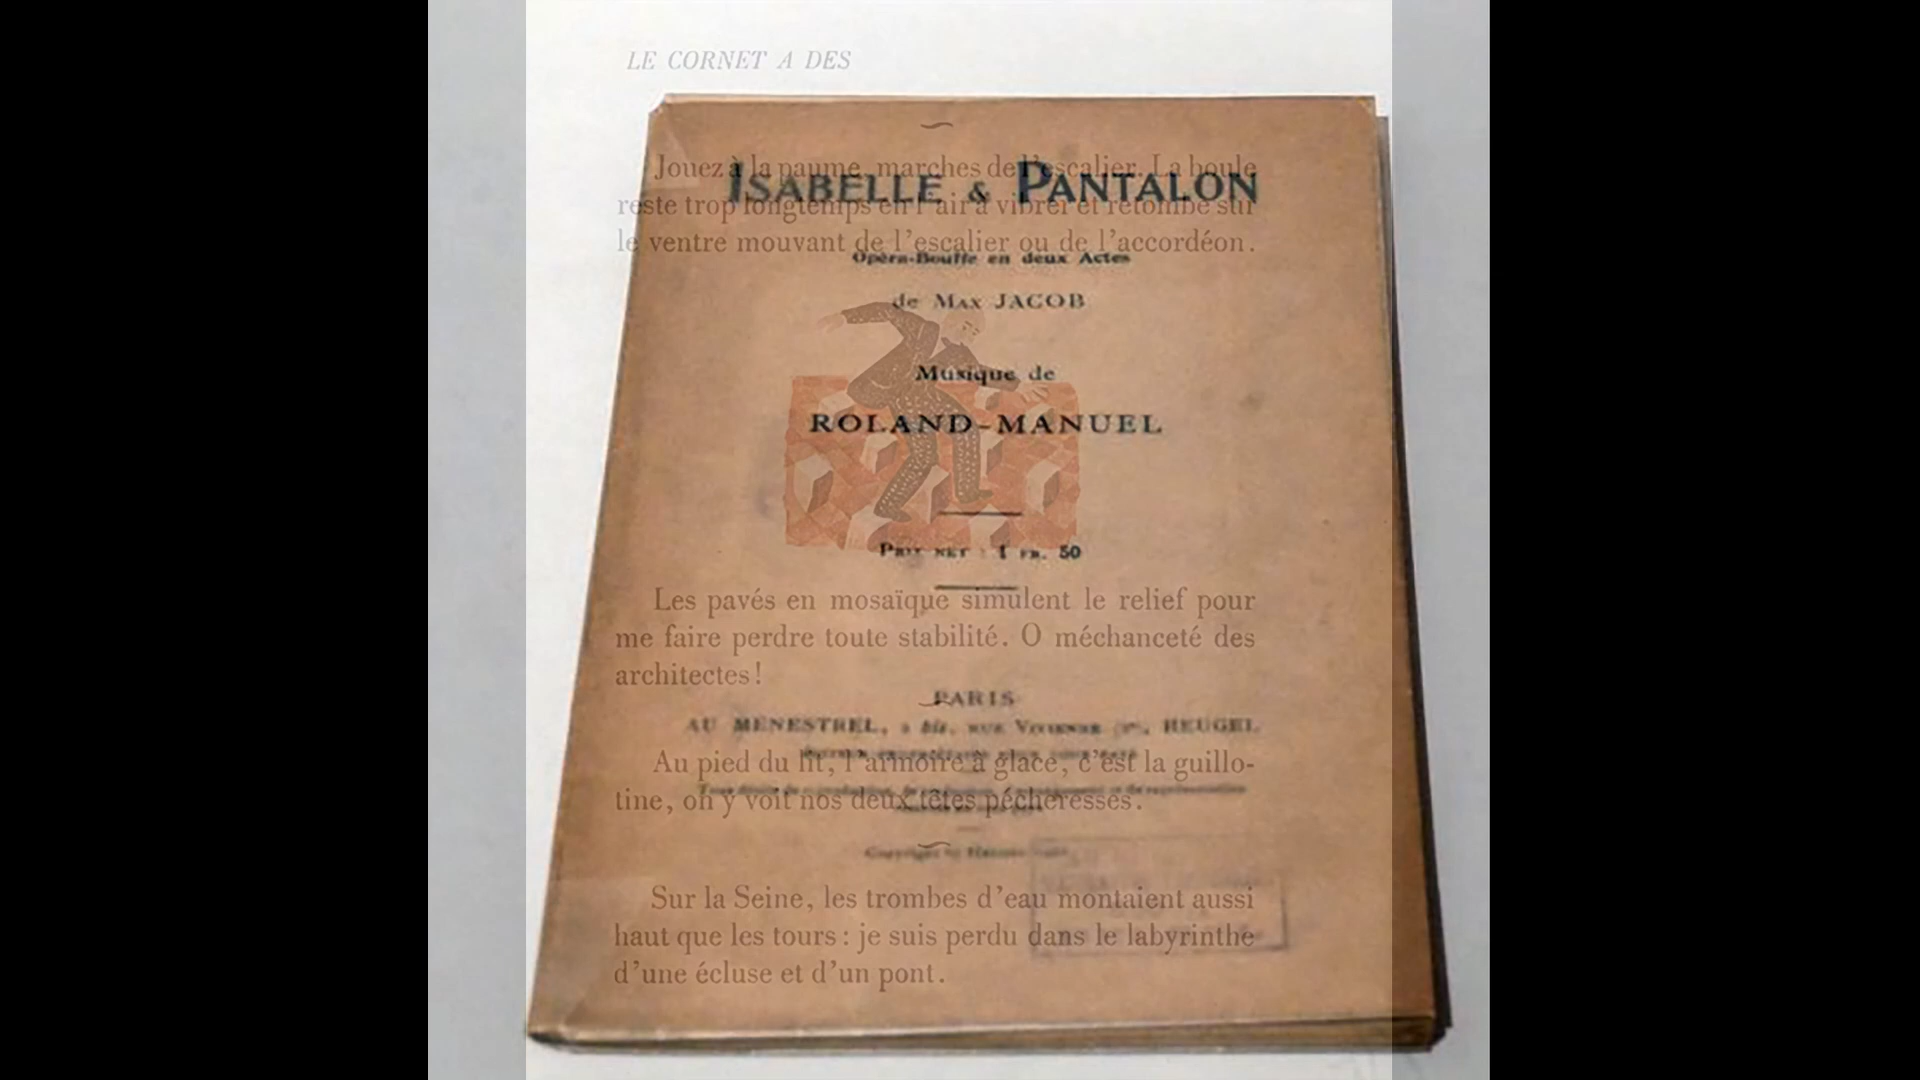 LE CORNET A DES
Jouez à la paume, marches de l'escalier. La boule
reste trop longtemps en l'air à vibrer et retombe sur
le ventre mouvant de l'escalier ou de l'accordéon.
ISABELLE & PANTALON
Opéra-Bouffe en deux Actes
de MAX JACOB
Musique de
ROLAND-MANUEL
PRIX NET : 1 FR. 50
Les pavés en mosaïque simulent le relief pour
me faire perdre toute stabilité. O méchanceté des
architectes!
PARIS
AU MENESTREL, 2 bis, RUE VIVIENNE HEUGEL
Au pied du lit, l'armoire à glace, c'est la guillo-
tine, on y voit nos deux têtes pécheresses.
Copyright by
Sur la Seine, les trombes d'eau montaient aussi
haut que les tours : je suis perdu dans le labyrinthe
d'une écluse et d'un pont.